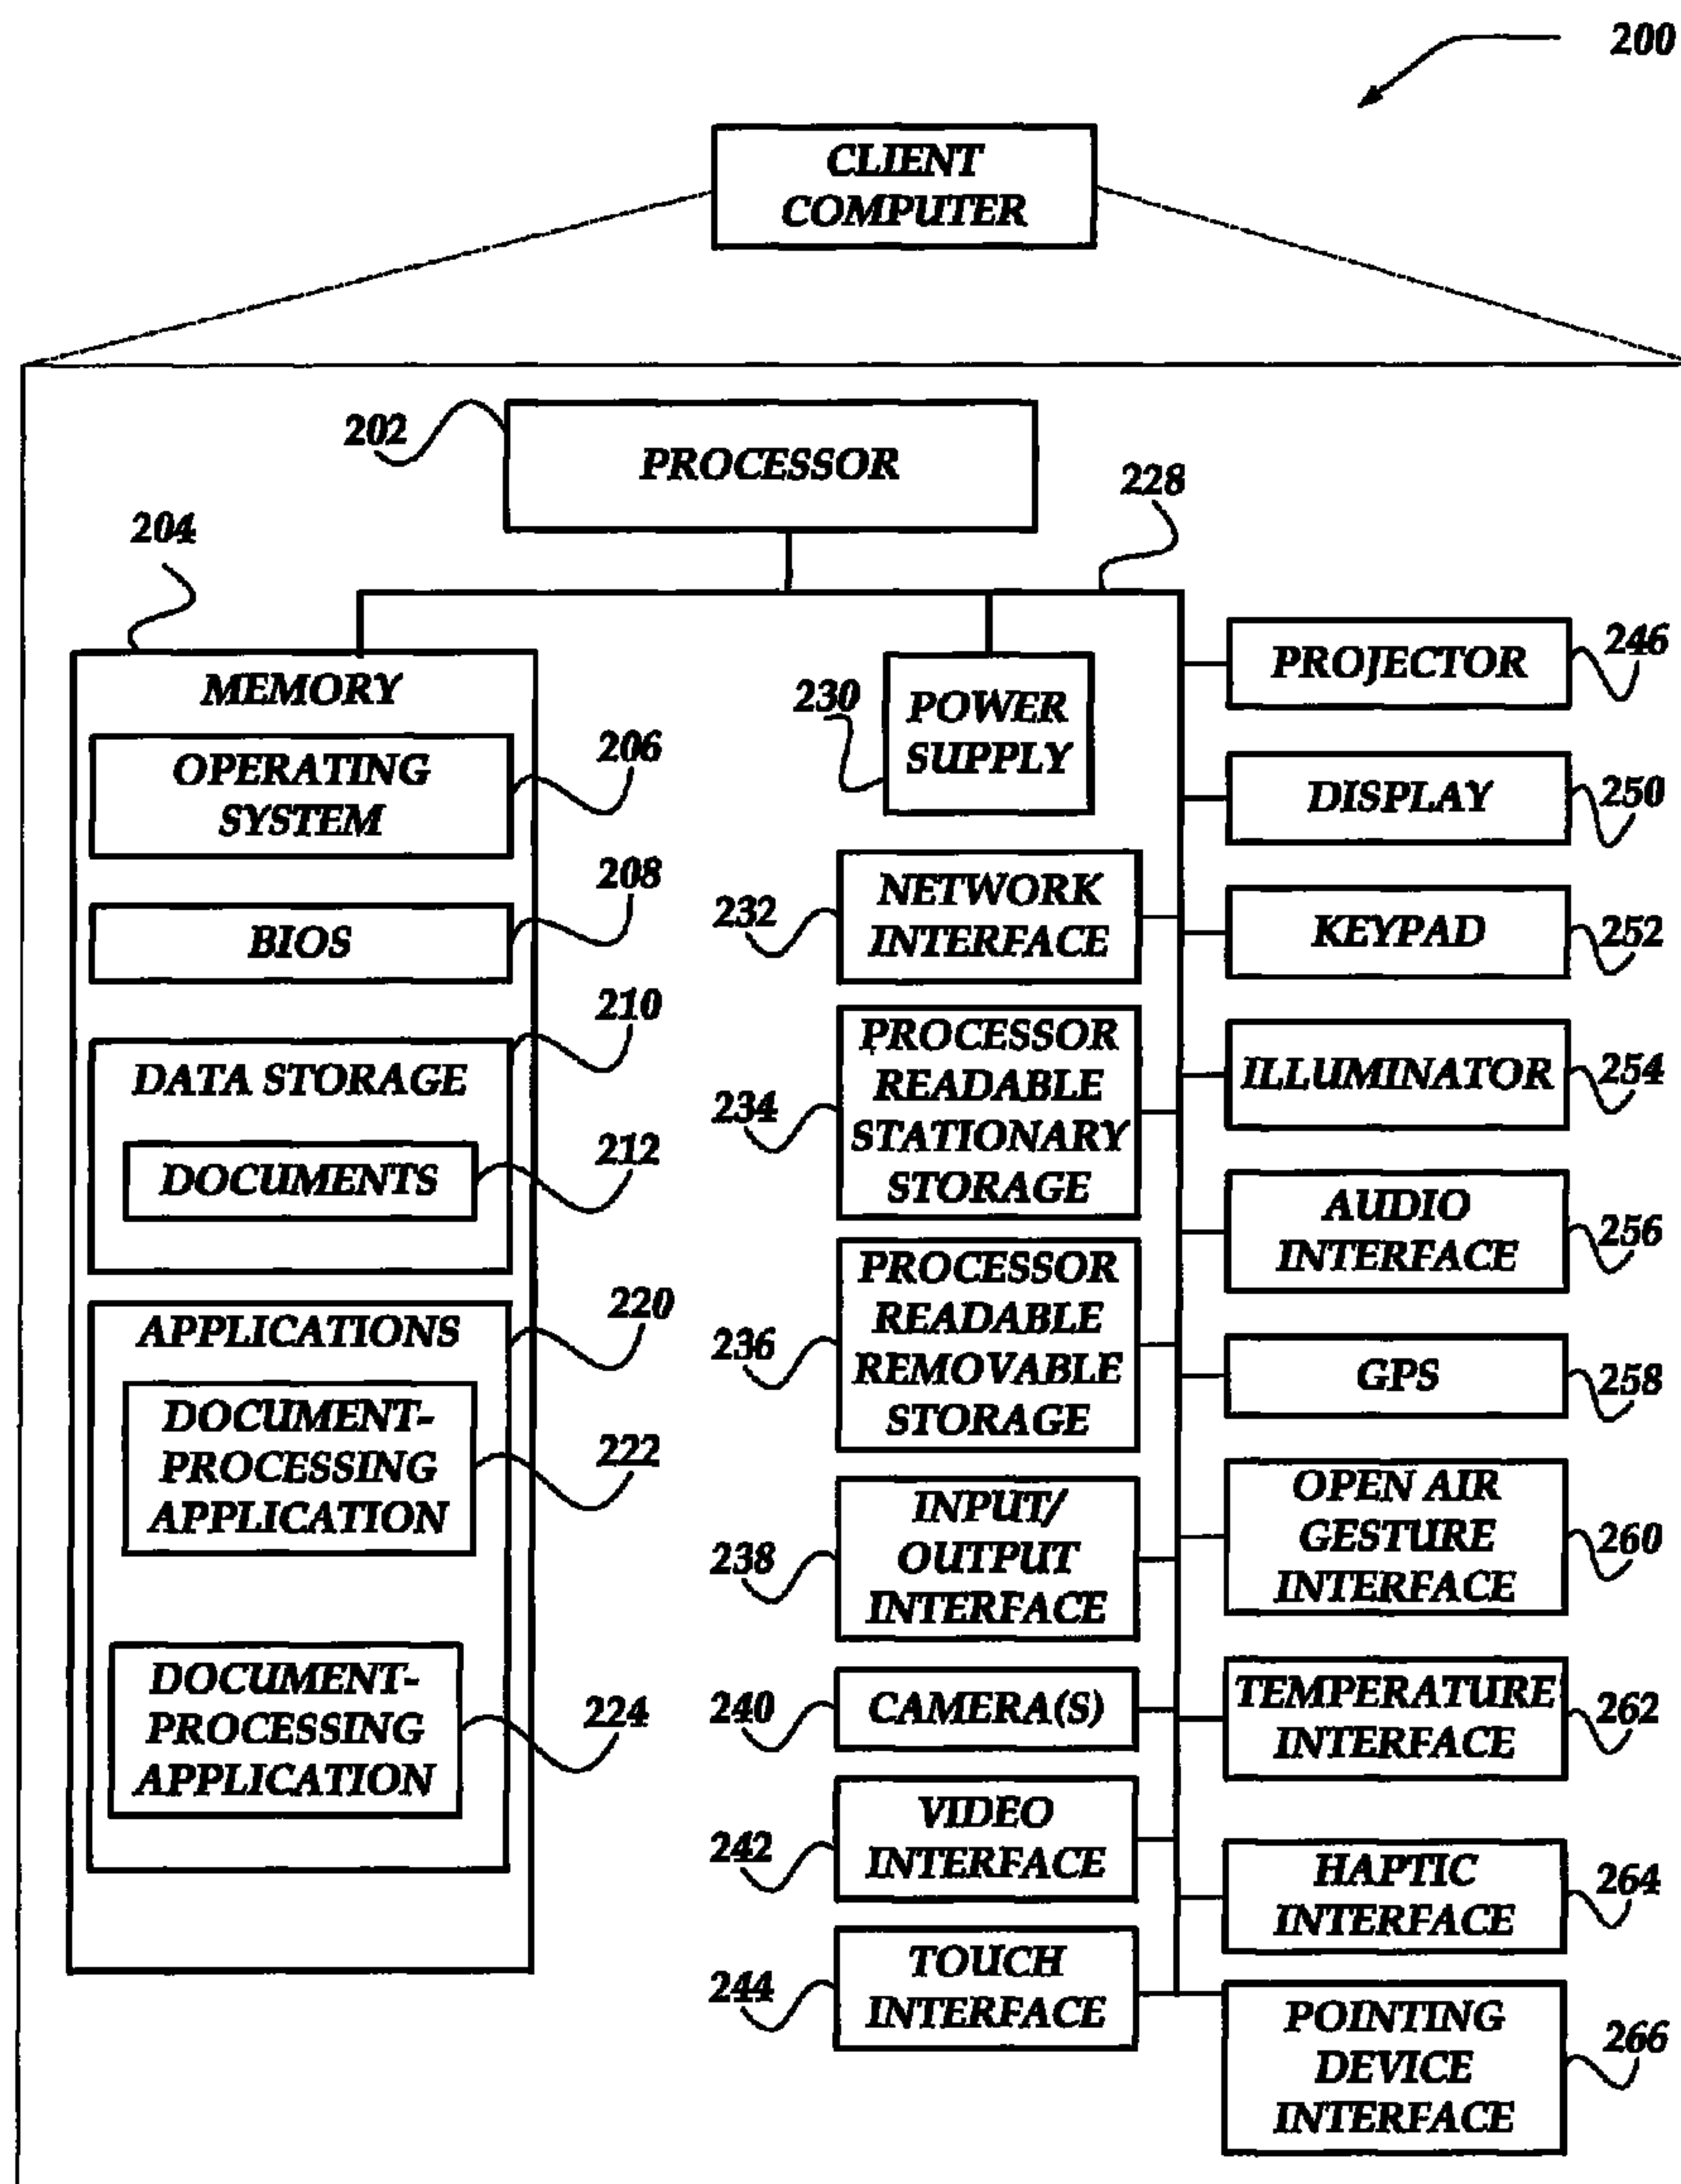 200
CLIENT
COMPUTER
202
PROCESSOR
228
204
MEMORY
OPERATING
SYSTEM
206
BIOS
208
DATA STORAGE
210
DOCUMENTS
212
APPLICATIONS
220
DOCUMENT-
PROCESSING
APPLICATION
222
DOCUMENT-
PROCESSING
APPLICATION
224
230
POWER
SUPPLY
232
NETWORK
INTERFACE
234
PROCESSOR
READABLE
STATIONARY
STORAGE
236
PROCESSOR
READABLE
REMOVABLE
STORAGE
238
INPUT/
OUTPUT
INTERFACE
240
CAMERA(S)
242
VIDEO
INTERFACE
244
TOUCH
INTERFACE
PROJECTOR
246
DISPLAY
250
KEYPAD
252
ILLUMINATOR
254
AUDIO
INTERFACE
256
GPS
258
OPEN AIR
GESTURE
INTERFACE
260
TEMPERATURE
INTERFACE
262
HAPTIC
INTERFACE
264
POINTING
DEVICE
INTERFACE
266